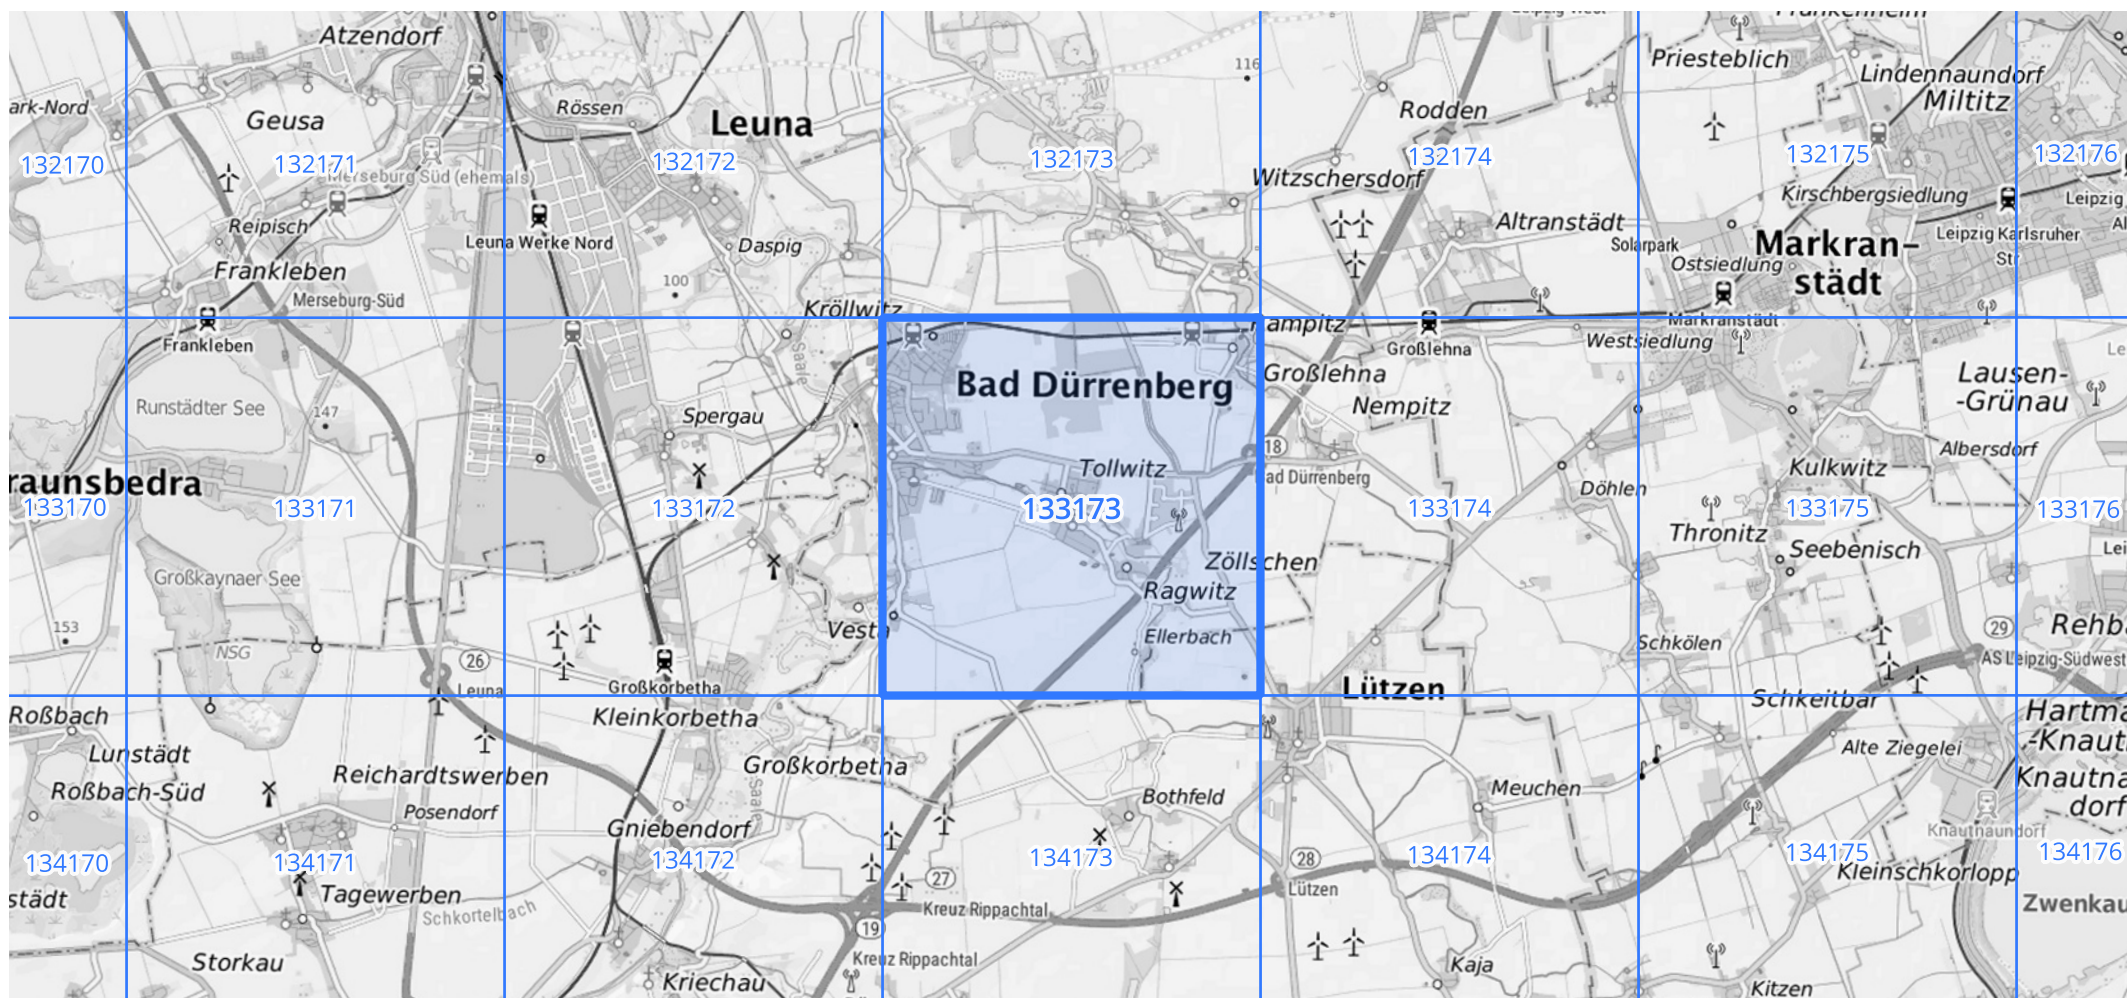 Atzendorf
Geusa
Rössen
Leuna
116
Rodden
Priesteblich
Lindennaundorf
Miltitz
ark-Nord
132170
132171
132172
132173
132174
132175
132176
Merseburg Süd (ehemals)
Witzschersdorf
Kirschbergsiedlung
Leipzig
Reipisch
Leuna Werke Nord
Daspig
Altranstädt
Solarpark
Markran-
städt
Leipzig Karlsruher
Str.
Ostsiedlung
Frankleben
Merseburg-Süd
100
Kröllwitz
Frankleben
Kampitz
Großlehna
Markranstädt
Westsiedlung
Bad Dürrenberg
Großlehna
Nempitz
Lausen-
-Grünau
Runstädter See
147
Spergau
18
Bad Dürrenberg
Albersdorf
raunsbedra
Tollwitz
Kulkwitz
Döhlen
133170
133171
133172
133173
133174
133175
133176
Thronitz
Seebenisch
Zöllschen
Ragwitz
Großkaynaer See
Saale
153
NSG
Vesta
Ellerbach
Schkölen
29
Rehb
AS Leipzig-Südwest
26
Leuna
Großkorbetha
Lützen
Schkeitbar
Roßbach
Kleinkorbetha
Hartma
-Knaut
Lunstädt
Roßbach-Süd
Reichardtswerben
Großkorbetha
Alte Ziegelei
Knautna
dorf
Posendorf
Saale
Bothfeld
Meuchen
Gniebendorf
Knautnaundorf
134170
134171
134172
134173
134174
134175
134176
28
Lützen
Kleinschkorlopp
städt
Tagewerben
Schkortelbach
27
Kreuz Rippachtal
Zwenkau
19
Kreuz Rippachtal
Storkau
Kriechau
Kaja
Kitzen